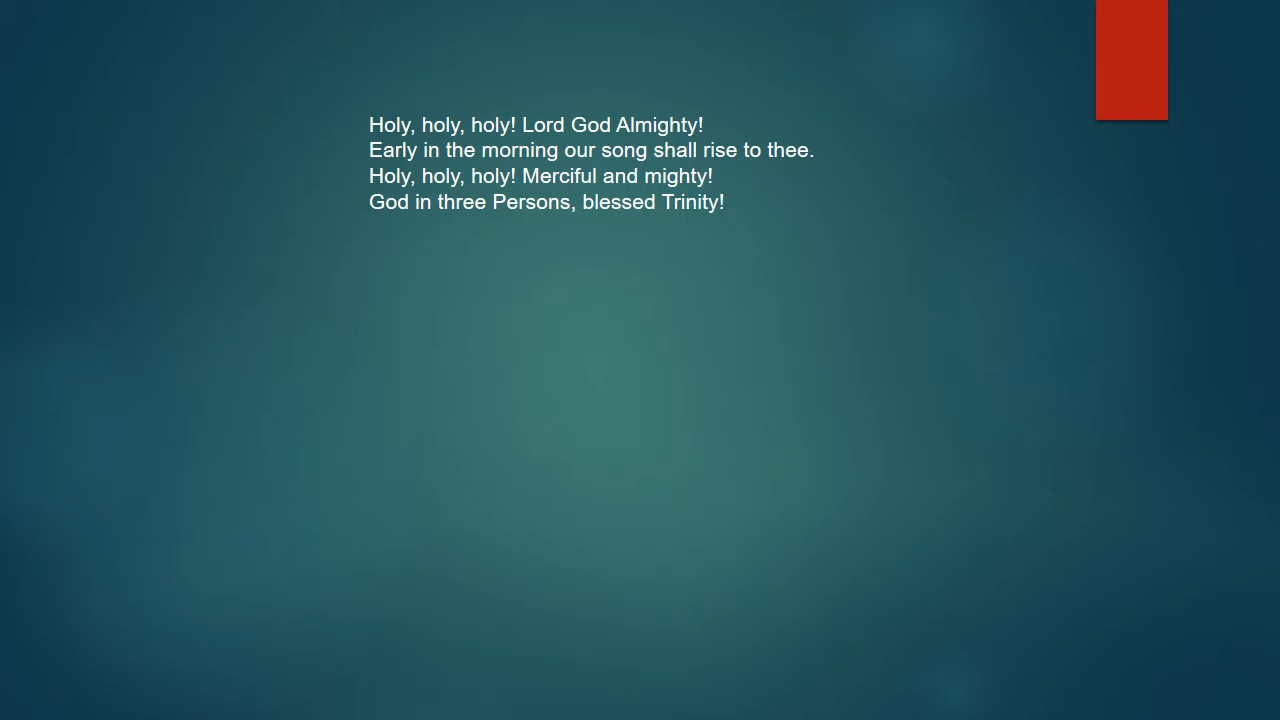 Holy, holy, holy! Lord God Almighty!
Early in the morning our song shall rise to thee.
Holy, holy, holy! Merciful and mighty!
God in three Persons, blessed Trinity!